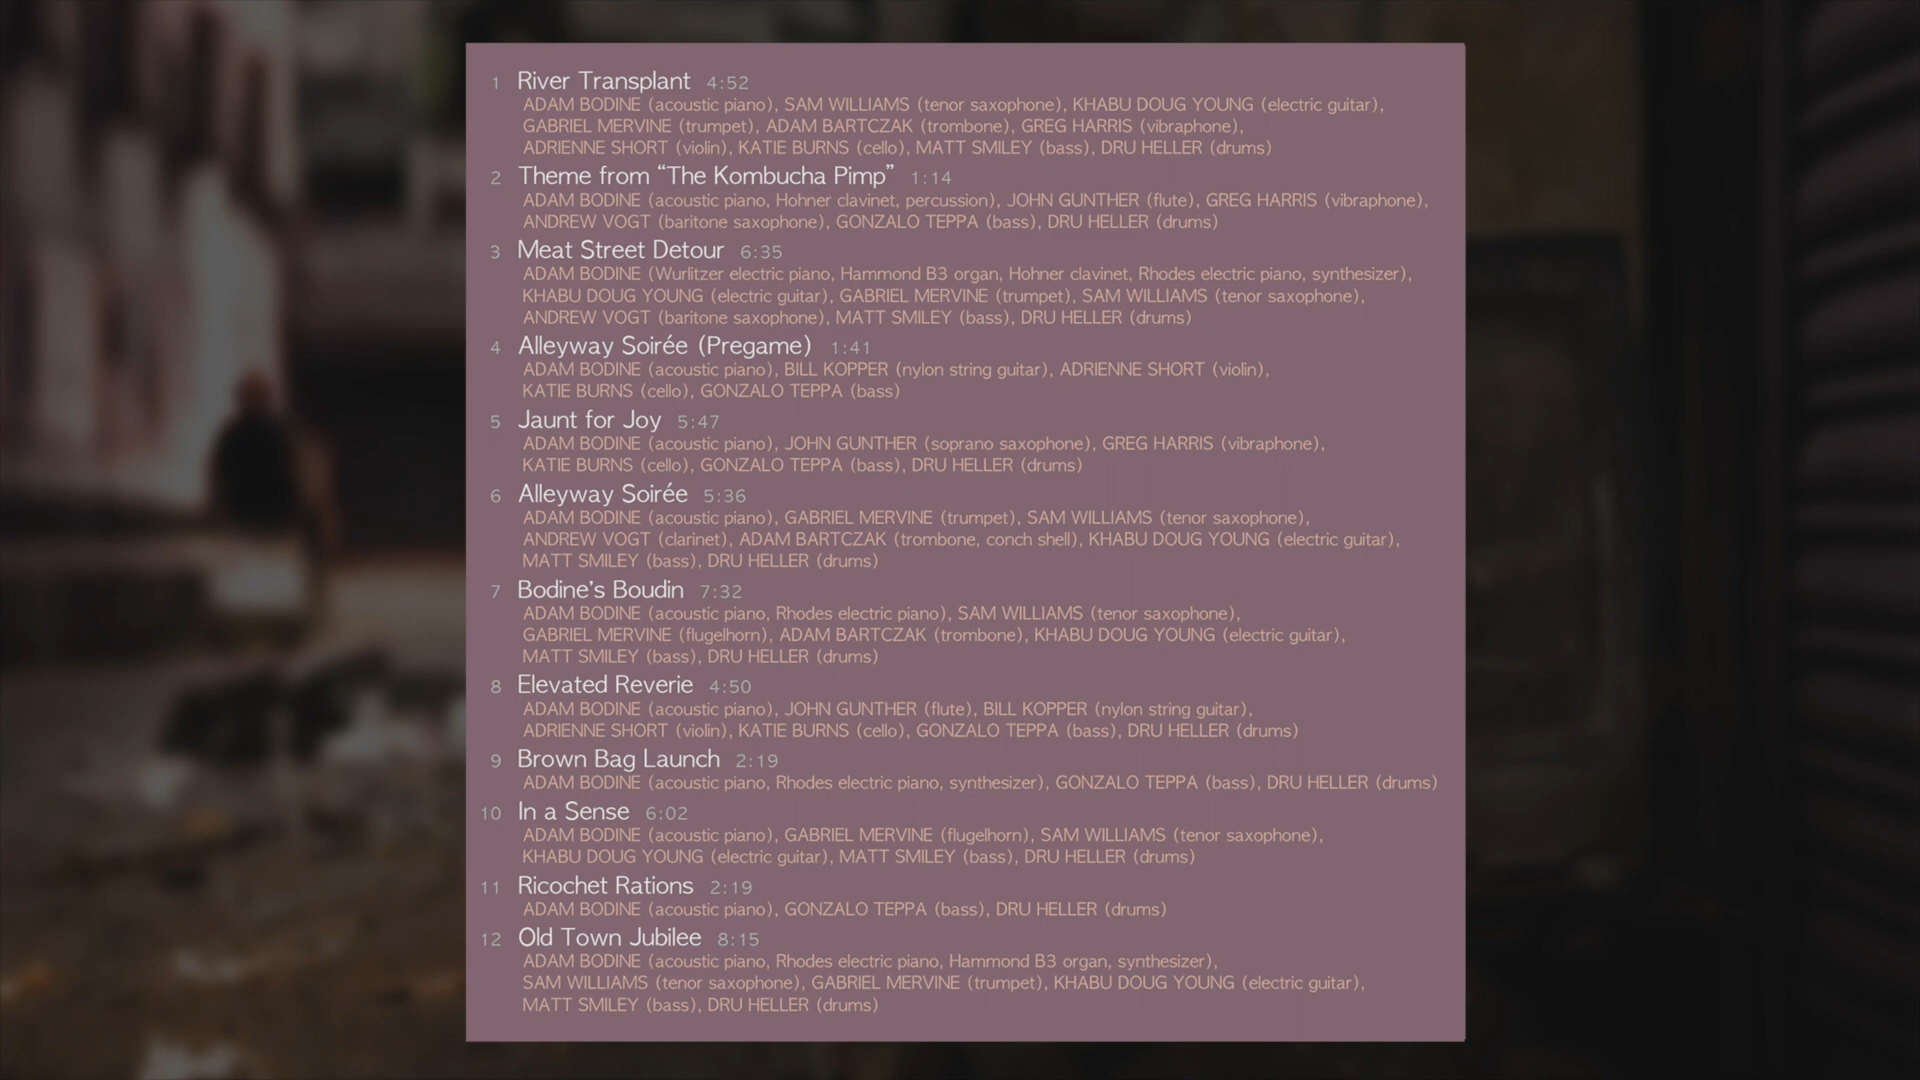 1 River Transplant 4:52
ADAM BODINE (acoustic piano), SAM WILLIAMS (tenor saxophone), KHABU DOUG YOUNG (electric guitar),
GABRIEL MERVINE (trumpet), ADAM BARTCZAK (trombone), GREG HARRIS (vibraphone),
ADRIENNE SHORT (violin), KATIE BURNS (cello), MATT SMILEY (bass), DRU HELLER (drums)
2 Theme from “The Kombucha Pimp” 1:14
ADAM BODINE (acoustic piano, Hohner clavinet, percussion), JOHN GUNTHER (flute), GREG HARRIS (vibraphone),
ANDREW VOGT (baritone saxophone), GONZALO TEPPA (bass), DRU HELLER (drums)
3 Meat Street Detour 6:35
ADAM BODINE (Wurlitzer electric piano, Hammond B3 organ, Hohner clavinet, Rhodes electric piano, synthesizer),
KHABU DOUG YOUNG (electric guitar), GABRIEL MERVINE (trumpet), SAM WILLIAMS (tenor saxophone),
ANDREW VOGT (baritone saxophone), MATT SMILEY (bass), DRU HELLER (drums)
4 Alleyway Soirée (Pregame) 1:41
ADAM BODINE (acoustic piano), BILL KOPPER (nylon string guitar), ADRIENNE SHORT (violin),
KATIE BURNS (cello), GONZALO TEPPA (bass)
5 Jaunt for Joy 5:47
ADAM BODINE (acoustic piano), JOHN GUNTHER (soprano saxophone), GREG HARRIS (vibraphone),
KATIE BURNS (cello), GONZALO TEPPA (bass), DRU HELLER (drums)
6 Alleyway Soirée 5:36
ADAM BODINE (acoustic piano), GABRIEL MERVINE (trumpet), SAM WILLIAMS (tenor saxophone),
ANDREW VOGT (clarinet), ADAM BARTCZAK (trombone, conch shell), KHABU DOUG YOUNG (electric guitar),
MATT SMILEY (bass), DRU HELLER (drums)
7 Bodine’s Boudin 7:32
ADAM BODINE (acoustic piano, Rhodes electric piano), SAM WILLIAMS (tenor saxophone),
GABRIEL MERVINE (flugelhorn), ADAM BARTCZAK (trombone), KHABU DOUG YOUNG (electric guitar),
MATT SMILEY (bass), DRU HELLER (drums)
8 Elevated Reverie 4:50
ADAM BODINE (acoustic piano), JOHN GUNTHER (flute), BILL KOPPER (nylon string guitar),
ADRIENNE SHORT (violin), KATIE BURNS (cello), GONZALO TEPPA (bass), DRU HELLER (drums)
9 Brown Bag Launch 2:19
ADAM BODINE (acoustic piano, Rhodes electric piano, synthesizer), GONZALO TEPPA (bass), DRU HELLER (drums)
10 In a Sense 6:02
ADAM BODINE (acoustic piano), GABRIEL MERVINE (flugelhorn), SAM WILLIAMS (tenor saxophone),
KHABU DOUG YOUNG (electric guitar), MATT SMILEY (bass), DRU HELLER (drums)
11 Ricochet Rations 2:19
ADAM BODINE (acoustic piano), GONZALO TEPPA (bass), DRU HELLER (drums)
12 Old Town Jubilee 8:15
ADAM BODINE (acoustic piano, Rhodes electric piano, Hammond B3 organ, synthesizer),
SAM WILLIAMS (tenor saxophone), GABRIEL MERVINE (trumpet), KHABU DOUG YOUNG (electric guitar),
MATT SMILEY (bass), DRU HELLER (drums)